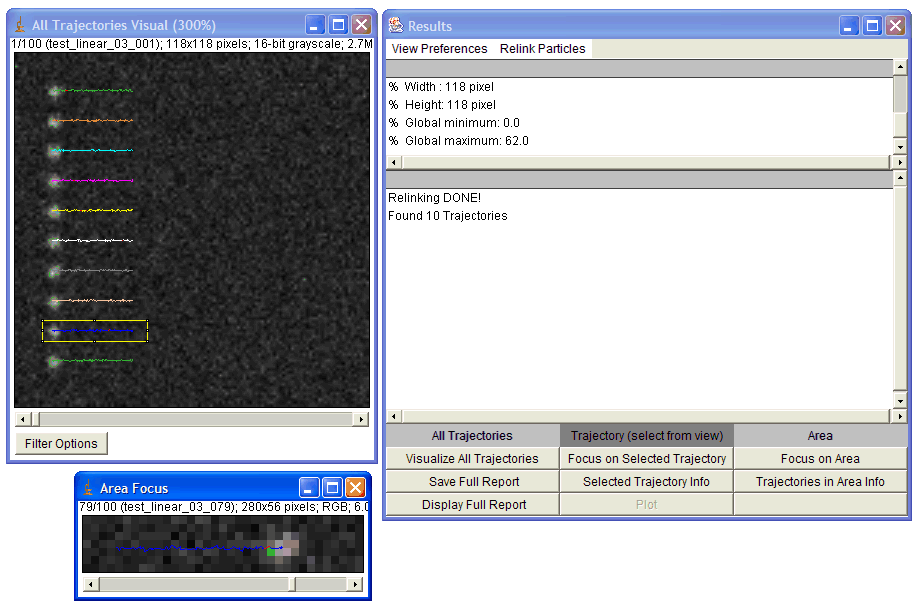 All Trajectories Visual (300%)
1/100 (test_linear_03_001); 118x118 pixels; 16-bit grayscale; 2.7M
Filter Options
Area Focus
79/100 (test_linear_03_079); 280x56 pixels; RGB; 6.0
Results
View Preferences Relink Particles
% Width : 118 pixel
% Height: 118 pixel
% Global minimum: 0.0
% Global maximum: 62.0
Relinking DONE!
Found 10 Trajectories
All Trajectories Trajectory (select from view) Area
Visualize All Trajectories Focus on Selected Trajectory Focus on Area
Save Full Report Selected Trajectory Info Trajectories in Area Info
Display Full Report Plot